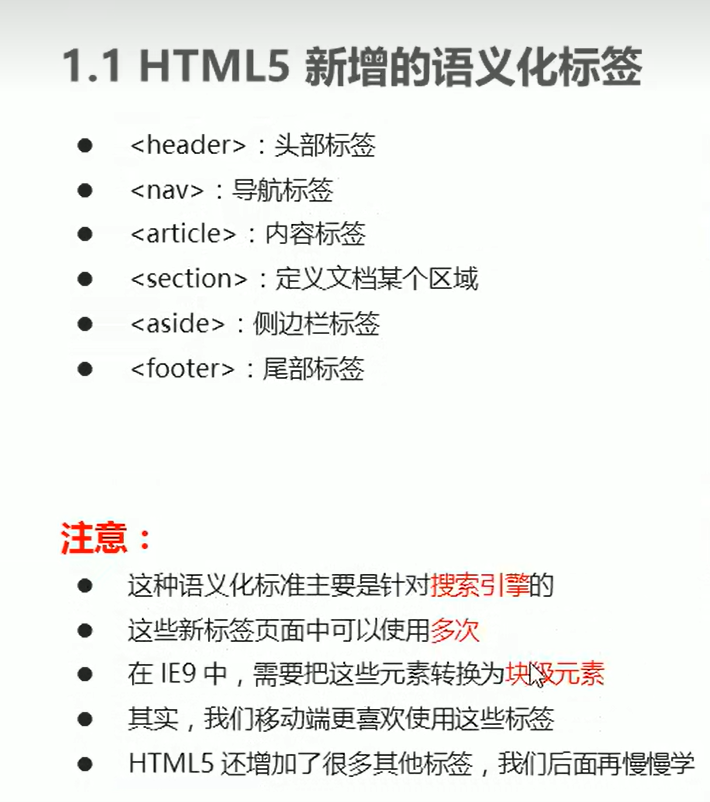 1.1 HTML5 新增的语义化标签
● <header>：头部标签
● <nav>：导航标签
● <article>：内容标签
● <section>：定义文档某个区域
● <aside>：侧边栏标签
● <footer>：尾部标签
注意：
● 这种语义化标准主要是针对搜索引擎的
● 这些新标签页面中可以使用多次
● 在 IE9 中，需要把这些元素转换为块级元素
● 其实，我们移动端更喜欢使用这些标签
● HTML5 还增加了很多其他标签，我们后面再慢慢学